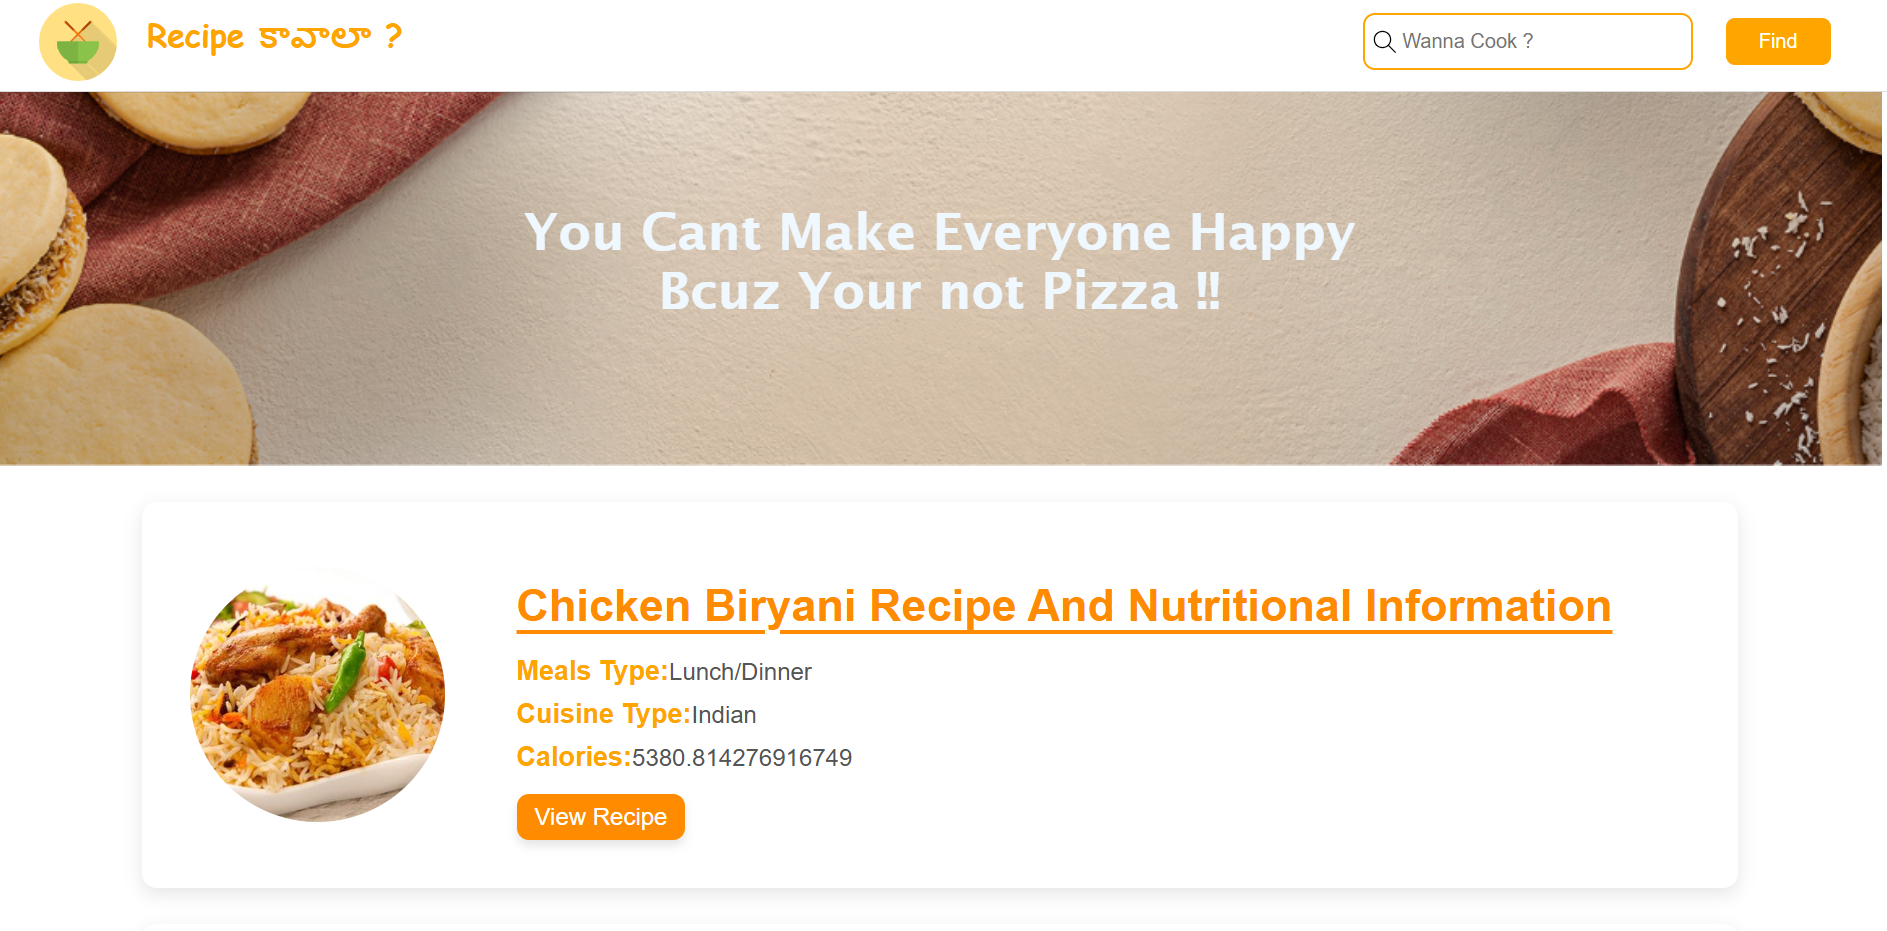 Recipe కావాలా ?
Wanna Cook ?
Find
You Cant Make Everyone Happy
Bcuz Your not Pizza !!
Chicken Biryani Recipe And Nutritional Information
Meals Type:Lunch/Dinner
Cuisine Type:Indian
Calories:5380.814276916749
View Recipe